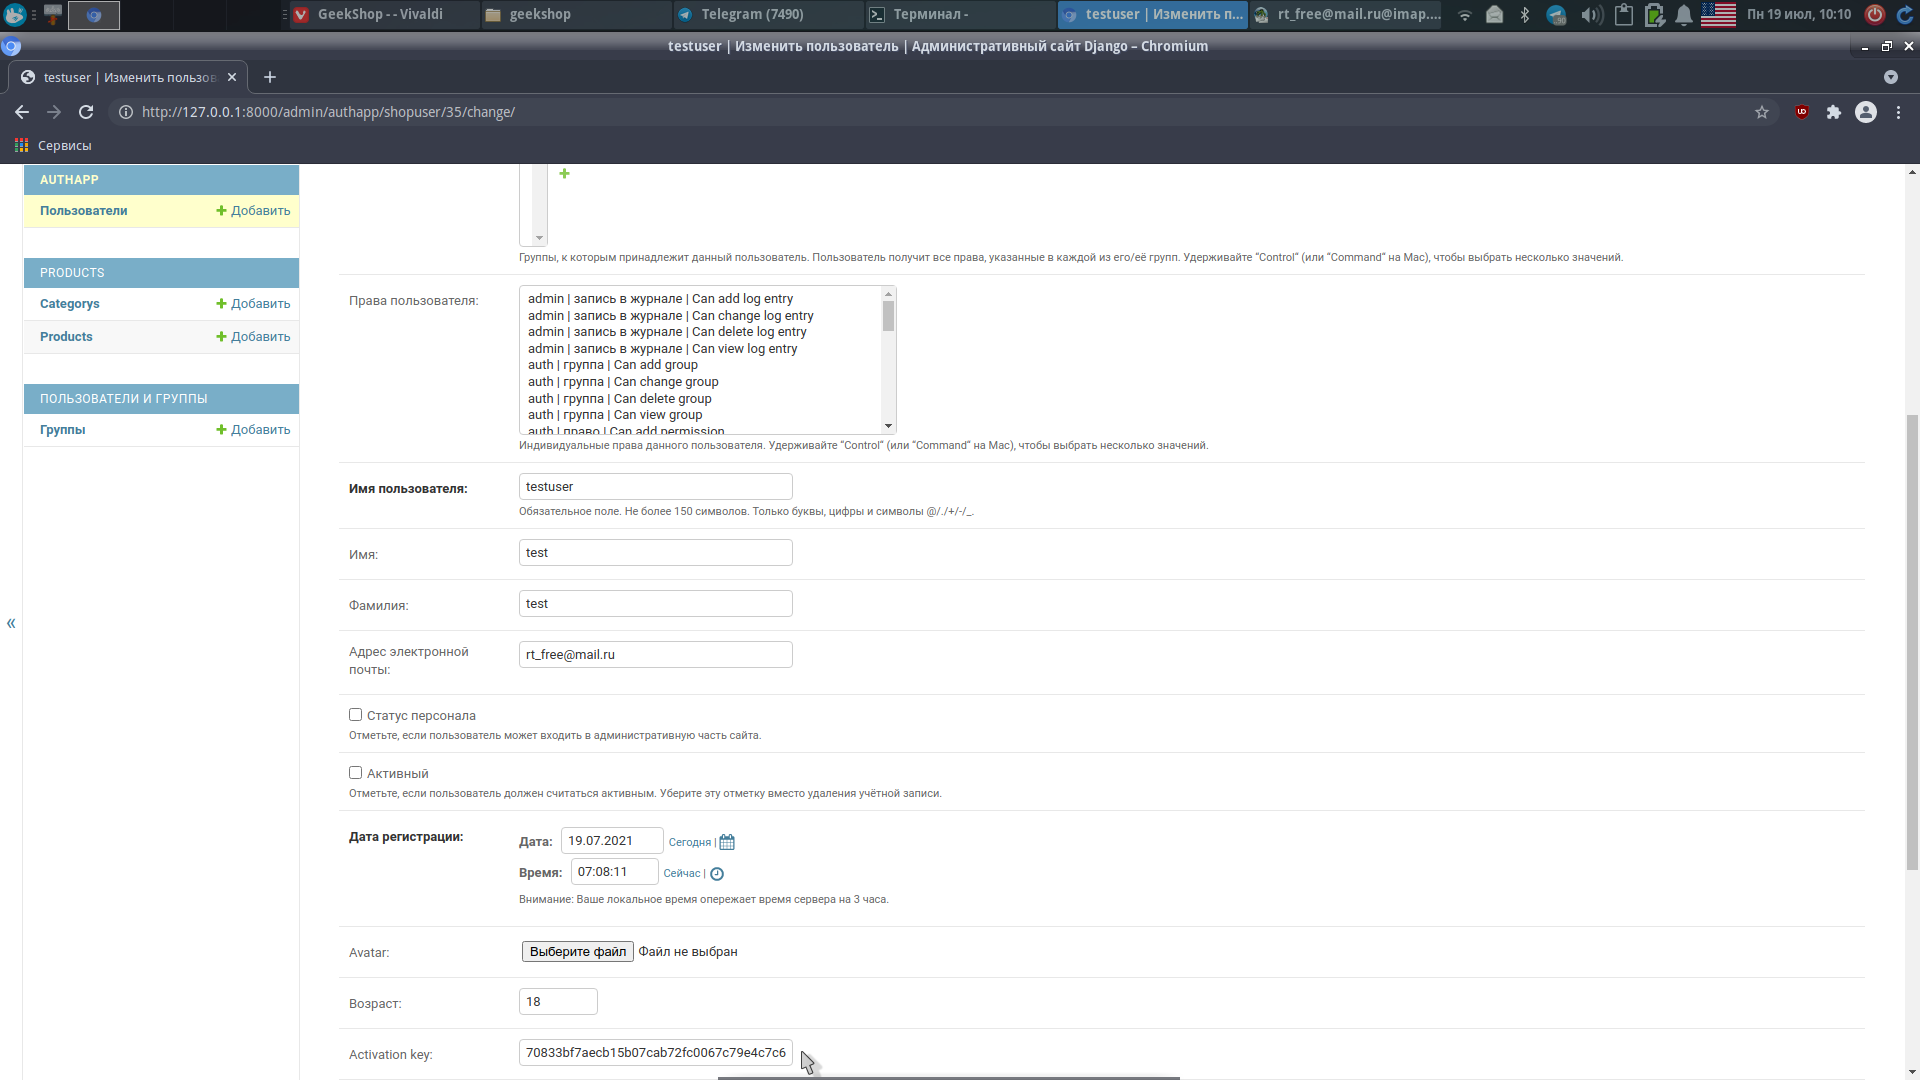 GeekShop - - Vivaldi
geekshop
Telegram (7490)
Терминал -
testuser | Изменить п...
rt_free@mail.ru@imap....
Пн 19 июл, 10:10
testuser | Изменить пользователь | Административный сайт Django – Chromium
testuser | Изменить пользов
http://127.0.0.1:8000/admin/authapp/shopuser/35/change/
Сервисы
AUTHAPP
Пользователи
Добавить
PRODUCTS
Categorys
Добавить
Products
Добавить
ПОЛЬЗОВАТЕЛИ И ГРУППЫ
Группы
Добавить
«
Группы, к которым принадлежит данный пользователь. Пользователь получит все права, указанные в каждой из его/её групп. Удерживайте “Control“ (или “Command“ на Mac), чтобы выбрать несколько значений.
Права пользователя:
admin | запись в журнале | Can add log entry
admin | запись в журнале | Can change log entry
admin | запись в журнале | Can delete log entry
admin | запись в журнале | Can view log entry
auth | группа | Can add group
auth | группа | Can change group
auth | группа | Can delete group
auth | группа | Can view group
auth | право | Can add permission
Индивидуальные права данного пользователя. Удерживайте “Control“ (или “Command“ на Mac), чтобы выбрать несколько значений.
Имя пользователя:
testuser
Обязательное поле. Не более 150 символов. Только буквы, цифры и символы @/./+/-/_.
Имя:
test
Фамилия:
test
Адрес электронной
почты:
rt_free@mail.ru
Статус персонала
Отметьте, если пользователь может входить в административную часть сайта.
Активный
Отметьте, если пользователь должен считаться активным. Уберите эту отметку вместо удаления учётной записи.
Дата регистрации:
Дата: 19.07.2021 Сегодня |
Время: 07:08:11 Сейчас |
Внимание: Ваше локальное время опережает время сервера на 3 часа.
Avatar:
Выберите файл Файл не выбран
Возраст:
18
Activation key:
70833bf7aecb15b07cab72fc0067c79e4c7c6